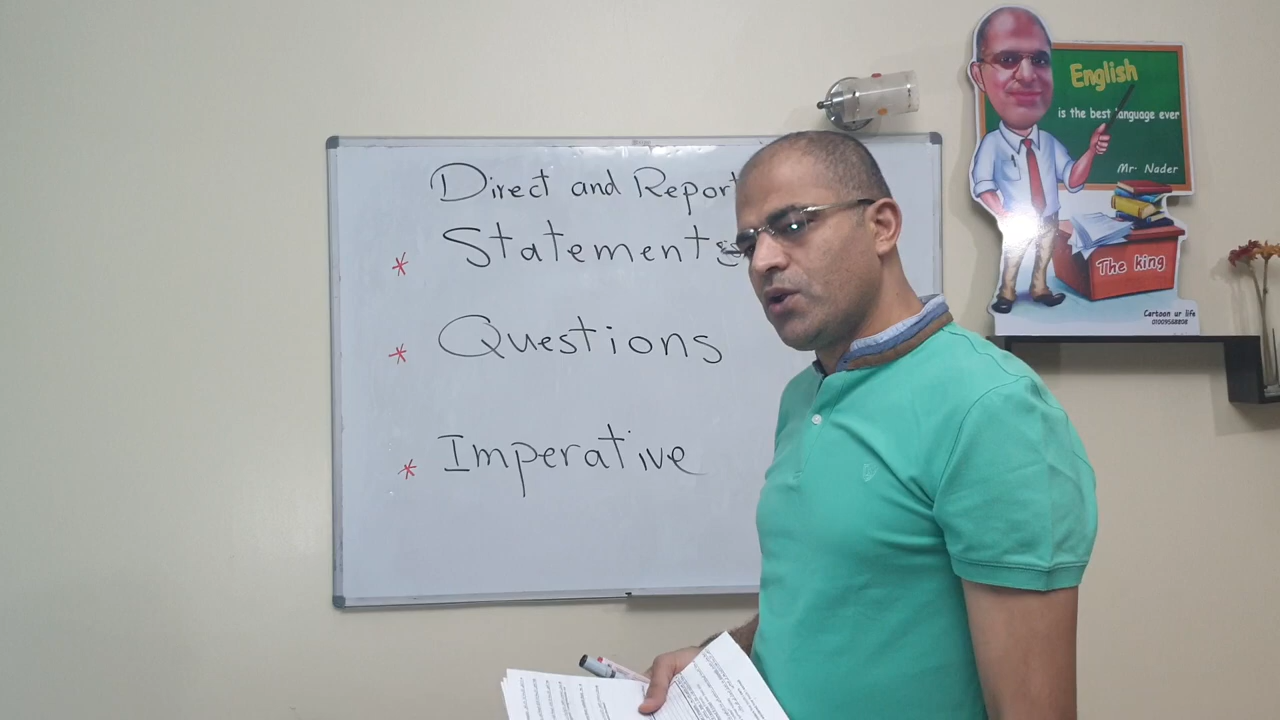 Direct and Report
Statements
* Questions
* Imperative
English
is the best language ever
Mr. Nader
The King
Cartoon ur life